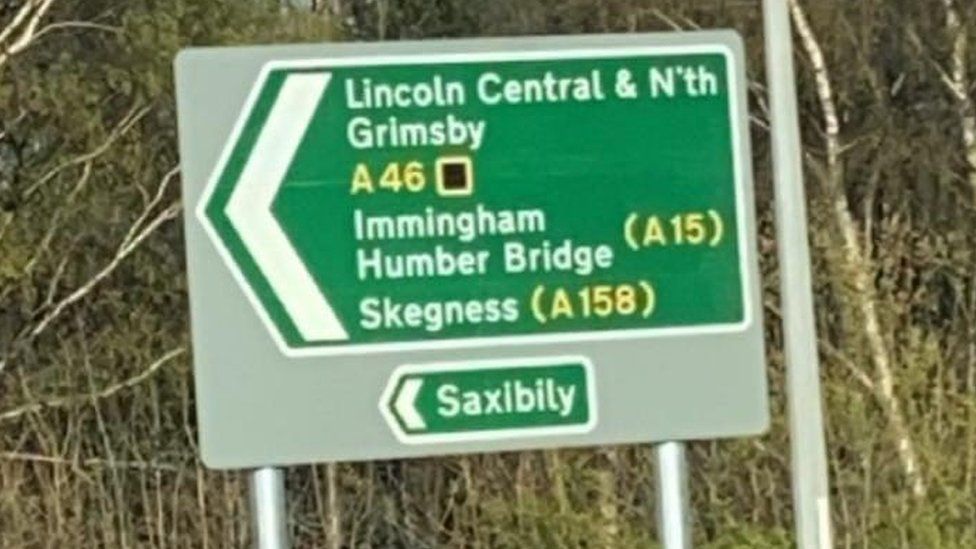 Lincoln Central & N'th
Grimsby
A46
Immingham
Humber Bridge
(A15)
Skegness (A158)
Saxibily